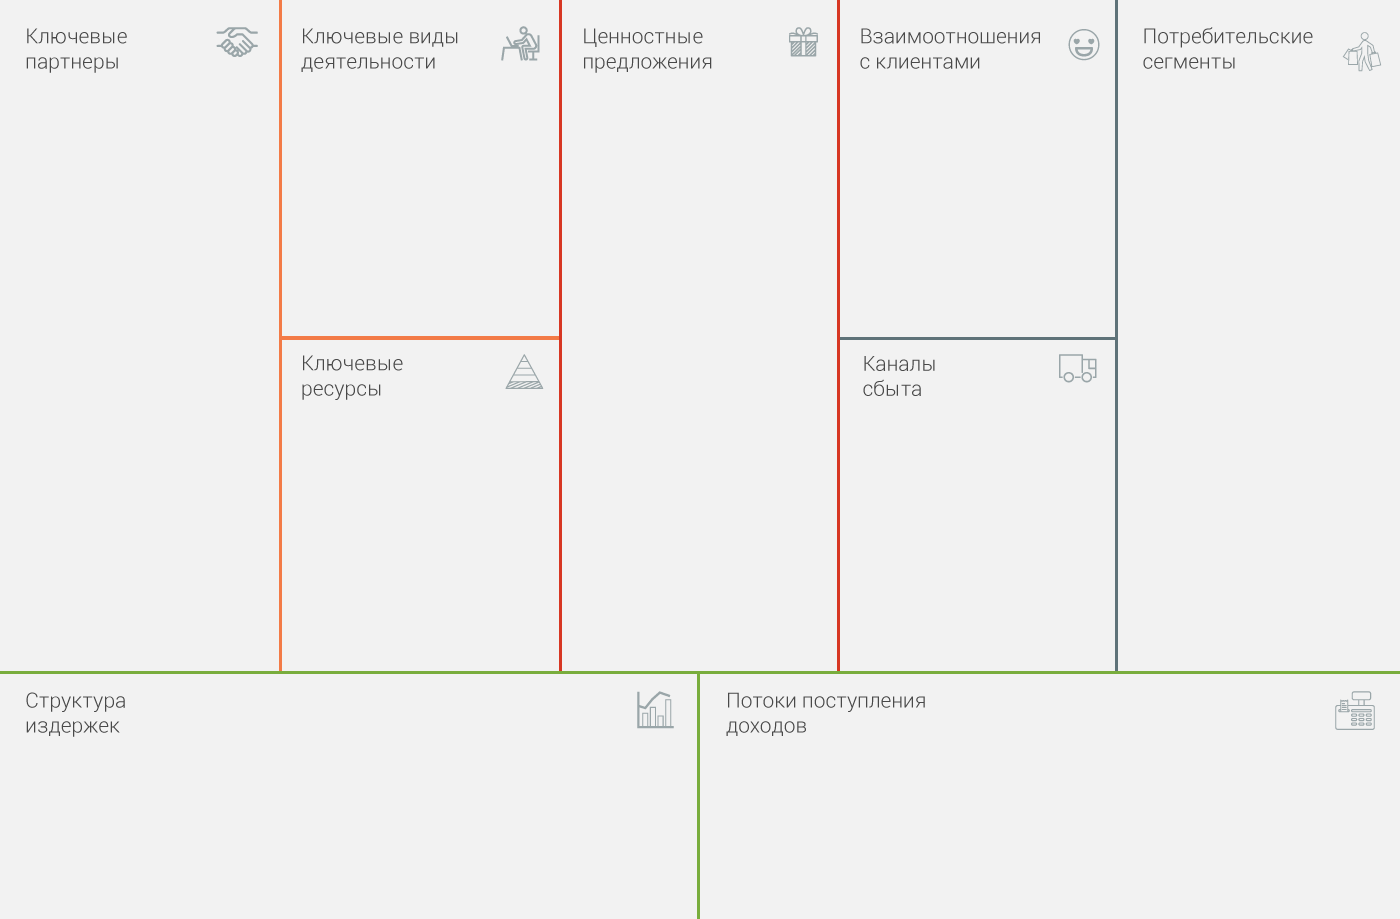 Ключевые
партнеры
Ключевые виды
деятельности
Ценностные
предложения
Взаимоотношения
с клиентами
Потребительские
сегменты
Ключевые
ресурсы
Каналы
сбыта
Структура
издержек
Потоки поступления
доходов